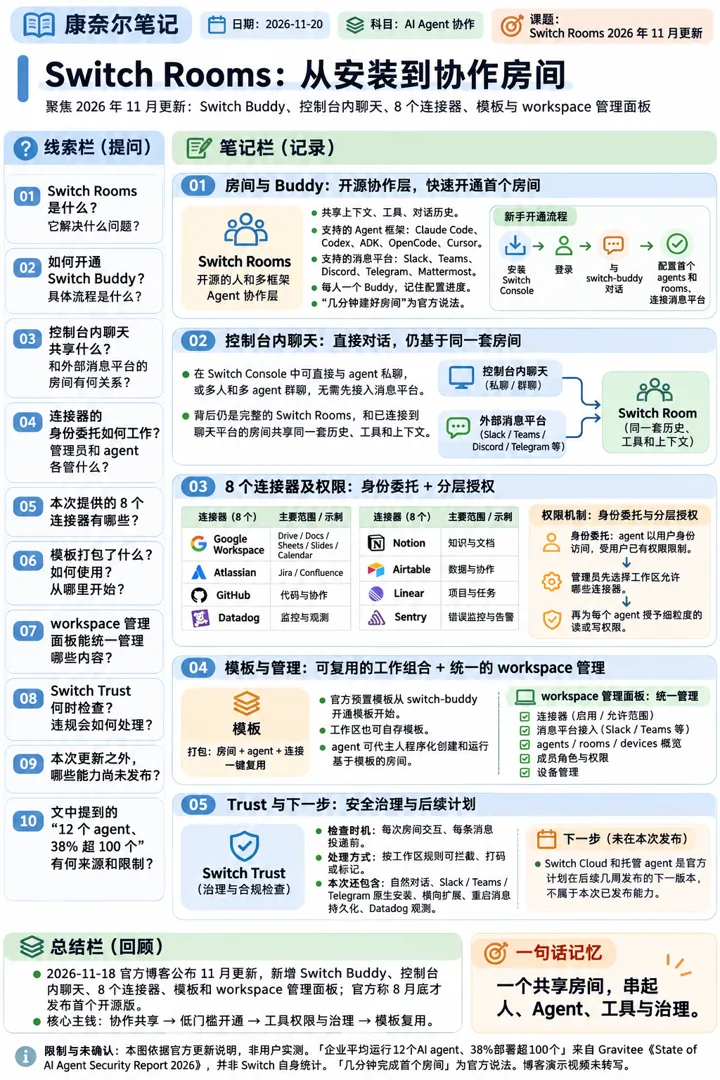 康奈尔笔记
日期：2026-11-20
科目：AI Agent 协作
课题：
Switch Rooms 2026 年 11 月更新
Switch Rooms：从安装到协作房间
聚焦 2026 年 11 月更新：Switch Buddy、控制台内聊天、8 个连接器、模板与 workspace 管理面板
线索栏（提问）
01
Switch Rooms
是什么？
它解决什么问题？
02
如何开通
Switch Buddy？
具体流程是什么？
03
控制台内聊天
共享什么？
和外部消息平台的
房间有何关系？
04
连接器的
身份委托如何工作？
管理员和 agent
各管什么？
05
本次提供的 8 个
连接器有哪些？
06
模板打包了什么？
如何使用？
从哪里开始？
07
workspace 管理
面板能统一管理
哪些内容？
08
Switch Trust
何时检查？
违规会如何处理？
09
本次更新之外，
哪些能力尚未发布？
10
文中提到的
“12 个 agent、
38% 超 100 个”
有何来源和限制？
笔记栏（记录）
01 房间与 Buddy：开源协作层，快速开通首个房间
Switch Rooms
开源的人和多框架
Agent 协作层
共享上下文、工具、对话历史。
支持的 Agent 框架：Claude Code、
Codex、ADK、OpenCode、Cursor。
支持的消息平台：Slack、Teams、
Discord、Telegram、Mattermost。
每人一个 Buddy，记住配置进度。
“几分钟建好房间”为官方说法。
新手开通流程
安装
Switch
Console
登录
与
switch-buddy
对话
配置首个
agents 和
rooms、
连接消息平台
02 控制台内聊天：直接对话，仍基于同一套房间
在 Switch Console 中可直接与 agent 私聊，
或多人和多 agent 群聊，无需先接入消息平台。
背后仍是完整的 Switch Rooms，和已连接到
聊天平台的房间共享同一套历史、工具和上下文。
控制台内聊天
（私聊 / 群聊）
外部消息平台
（Slack / Teams /
Discord / Telegram 等）
Switch Room
（同一套历史、
工具和上下文）
03 8 个连接器及权限：身份委托 + 分层授权
连接器（8 个） 主要范围 / 示例
Google
Workspace
Drive / Docs /
Sheets / Slides /
Calendar
Atlassian Jira / Confluence
GitHub 代码与协作
Datadog 监控与观测
连接器（8 个） 主要范围 / 示例
Notion 知识与文档
Airtable 数据与协作
Linear 项目与任务
Sentry 错误监控与告警
权限机制：身份委托与分层授权
身份委托：agent 以用户身份
访问，受用户已有权限限制。
管理员先选择工作区允许
哪些连接器。
再为每个 agent 授予细粒度的
读或写权限。
04 模板与管理：可复用的工作组合 + 统一的 workspace 管理
模板
打包：房间 + agent + 连接
一键复用
官方预置模板从 switch-buddy
开通模板开始。
工作区也可自存模板。
agent 可代主人程序化创建和运行
基于模板的房间。
workspace 管理面板：统一管理
连接器（启用 / 允许范围）
消息平台接入（Slack / Teams 等）
agents / rooms / devices 概览
成员角色与权限
设备管理
05 Trust 与下一步：安全治理与后续计划
Switch Trust
（治理与合规检查）
检查时机：每次房间交互、每条消息
投递前。
处理方式：按工作区规则可拦截、打码
或标记。
本次还包含：自然对话、Slack / Teams /
Telegram 原生安装、横向扩展、重启消息
持久化、Datadog 观测。
下一步（未在本次发布）
Switch Cloud 和托管 agent 是官方
计划在后续几周发布的下一版本，
不属于本次已发布能力。
总结栏（回顾）
2026-11-18 官方博客公布 11 月更新，新增 Switch Buddy、控制台
内聊天、8 个连接器、模板和 workspace 管理面板；官方称 8 月底才
发布首个开源版。
核心主线：协作共享 → 低门槛开通 → 工具权限与治理 → 模板复用。
一句话记忆
一个共享房间，串起
人、Agent、工具与治理。
限制与未确认：本图依据官方更新说明，非用户实测。「企业平均运行12个AI agent、38%部署超100个」来自 Gravitee《State of
AI Agent Security Report 2026》，并非 Switch 自身统计。「几分钟完成首个房间」为官方说法。博客演示视频未转写。